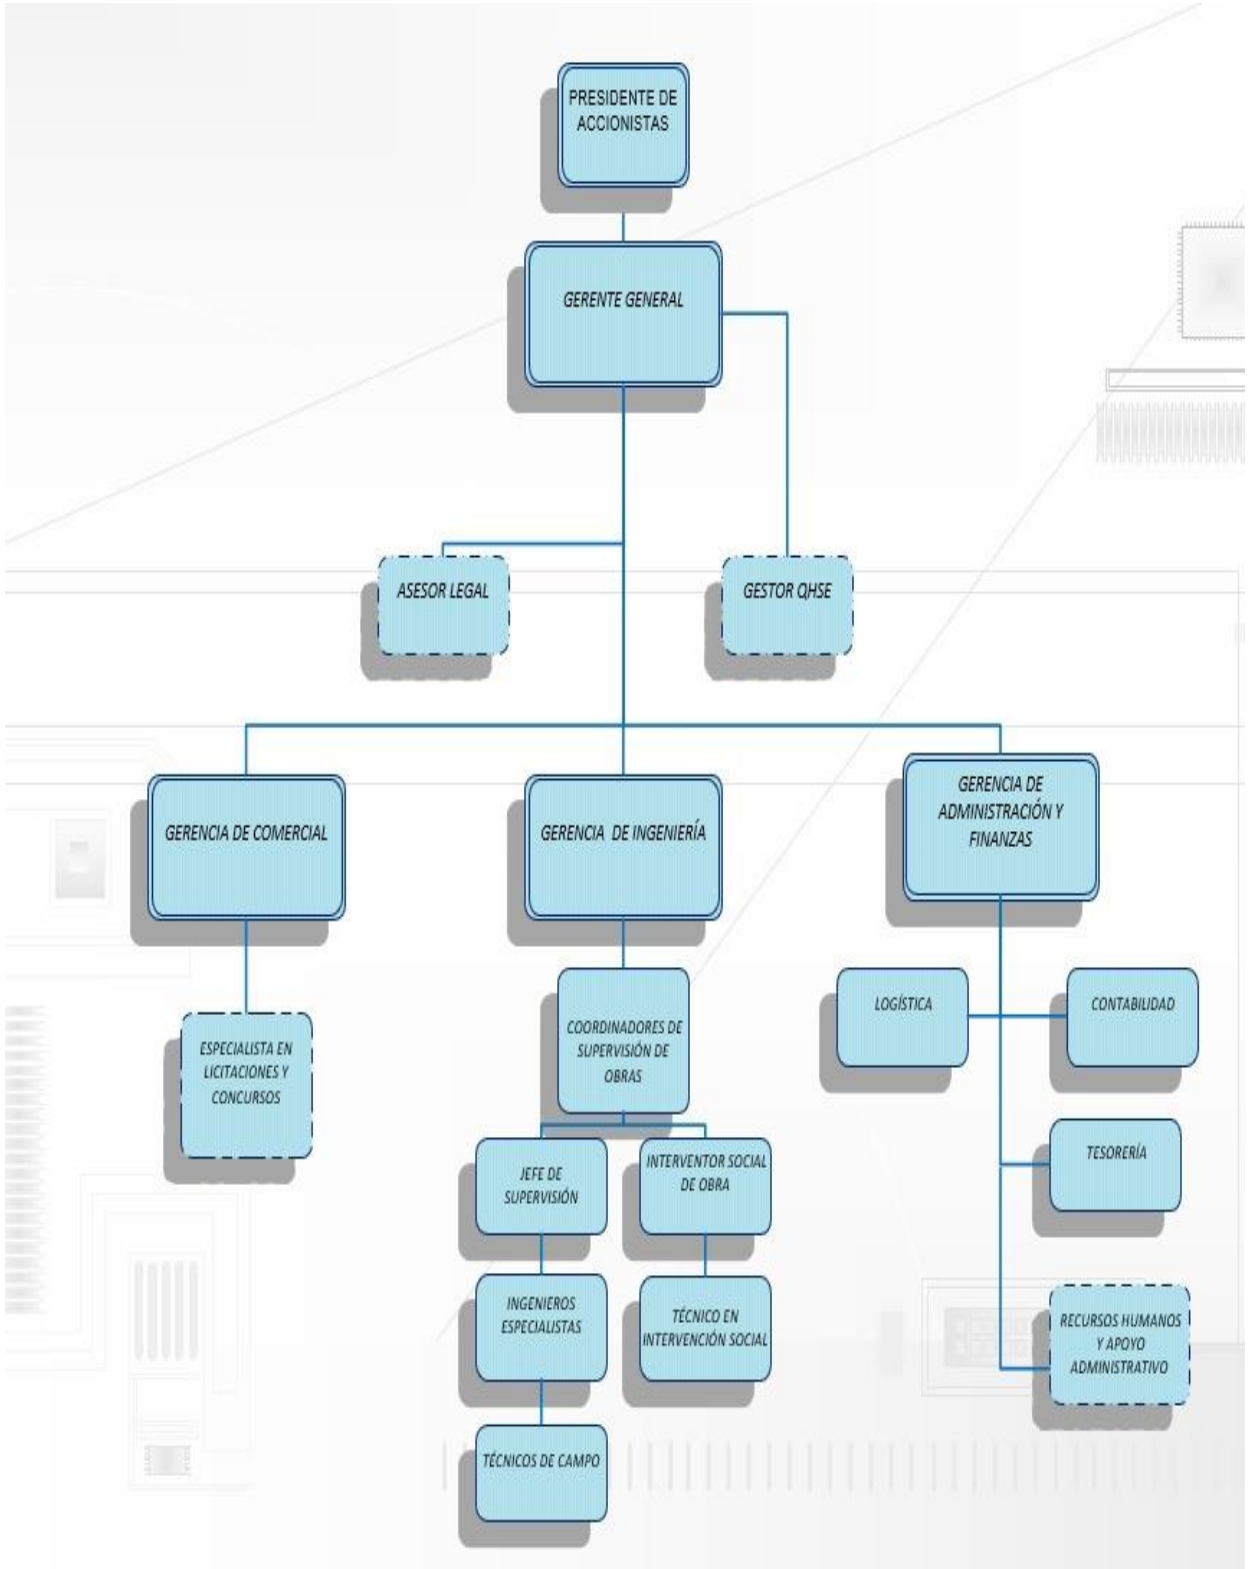 PRESIDENTE DE
ACCIONISTAS
GERENTE GENERAL
ASESOR LEGAL
GESTOR QHSE
GERENCIA DE COMERCIAL
GERENCIA DE INGENIERÍA
GERENCIA DE
ADMINISTRACIÓN Y
FINANZAS
ESPECIALISTA EN
LICITACIONES Y
CONCURSOS
COORDINADORES DE
SUPERVISIÓN DE
OBRAS
JEFE DE
SUPERVISIÓN
INTERVENTOR SOCIAL
DE OBRA
INGENIEROS
ESPECIALISTAS
TÉCNICO EN
INTERVENCIÓN SOCIAL
TÉCNICOS DE CAMPO
LOGÍSTICA
CONTABILIDAD
TESORERÍA
RECURSOS HUMANOS
Y APOYO
ADMINISTRATIVO